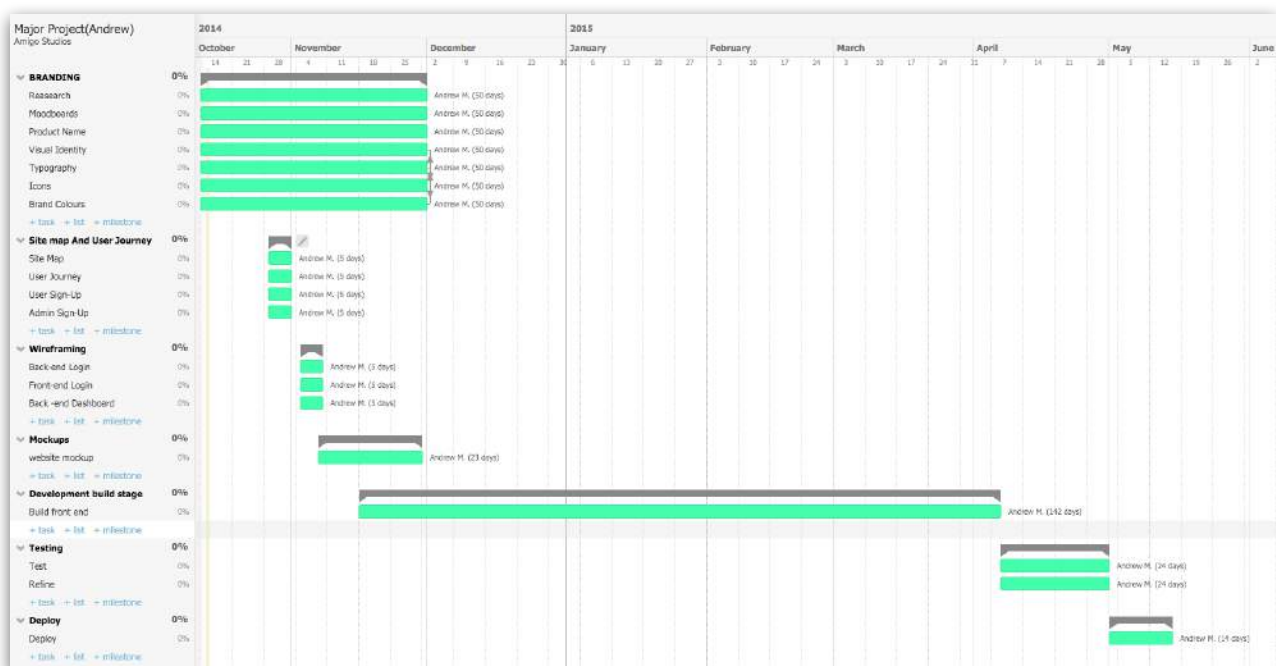 Major Project(Andrew)
Amigo Studios
2014 2015
October November December January February March April May June
14 21 28 4 11 18 25 2 9 16 23 30 6 13 20 27 3 10 17 24 3 10 17 24 31 7 14 21 28 5 12 19 26 2
BRANDING 0%
Reasearch 0% Andrew M. (50 days)
Moodboards 0% Andrew M. (50 days)
Product Name 0% Andrew M. (50 days)
Visual Identity 0% Andrew M. (50 days)
Typography 0% Andrew M. (50 days)
Icons 0% Andrew M. (50 days)
Brand Colours 0% Andrew M. (50 days)
+ task + list + milestone
Site map And User Journey 0%
Site Map 0% Andrew M. (5 days)
User Journey 0% Andrew M. (5 days)
User Sign-Up 0% Andrew M. (5 days)
Admin Sign-Up 0% Andrew M. (5 days)
+ task + list + milestone
Wireframing 0%
Back-end Login 0% Andrew M. (5 days)
Front-end Login 0% Andrew M. (5 days)
Back -end Dashboard 0% Andrew M. (5 days)
+ task + list + milestone
Mockups 0%
website mockup 0% Andrew M. (23 days)
+ task + list + milestone
Development build stage 0%
Build front end 0% Andrew M. (142 days)
+ task + list + milestone
Testing 0%
Test 0% Andrew M. (24 days)
Refine 0% Andrew M. (24 days)
+ task + list + milestone
Deploy 0%
Deploy 0% Andrew M. (14 days)
+ task + list + milestone